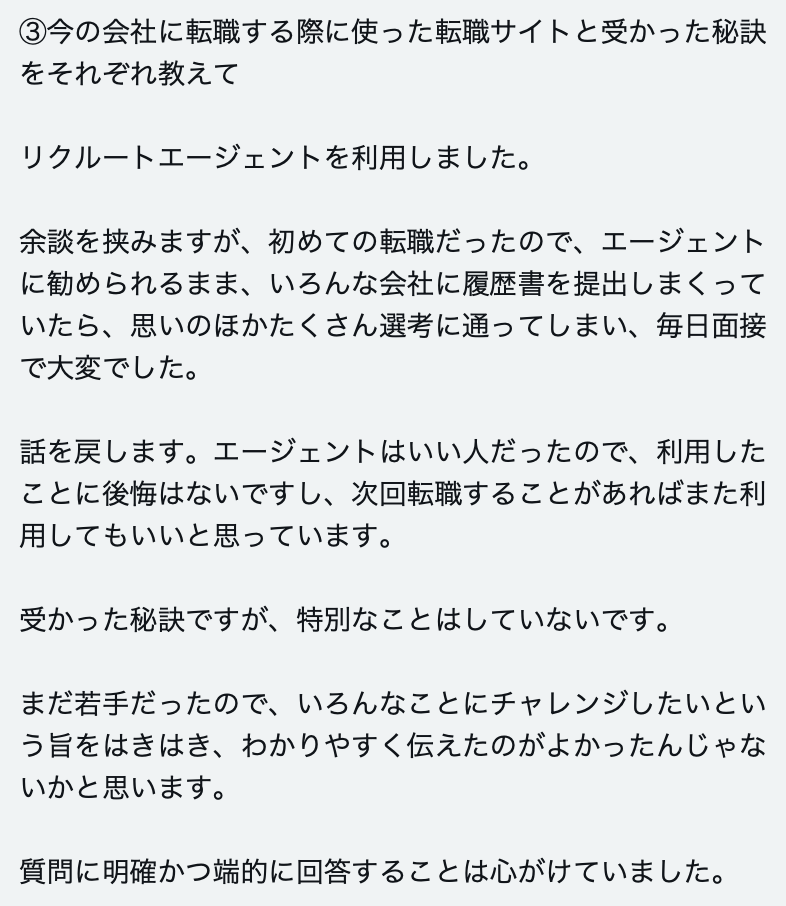 ③今の会社に転職する際に使った転職サイトと受かった秘訣
をそれぞれ教えて
リクルートエージェントを利用しました。
余談を挟みますが、初めての転職だったので、エージェント
に勧められるまま、いろんな会社に履歴書を提出しまくって
いたら、思いのほかたくさん選考に通ってしまい、毎日面接
で大変でした。
話を戻します。エージェントはいい人だったので、利用した
ことに後悔はないですし、次回転職することがあればまた利
用してもいいと思っています。
受かった秘訣ですが、特別なことはしていないです。
まだ若手だったので、いろんなことにチャレンジしたいとい
う旨をはきはき、わかりやすく伝えたのがよかったんじゃな
いかと思います。
質問に明確かつ端的に回答することは心がけていました。